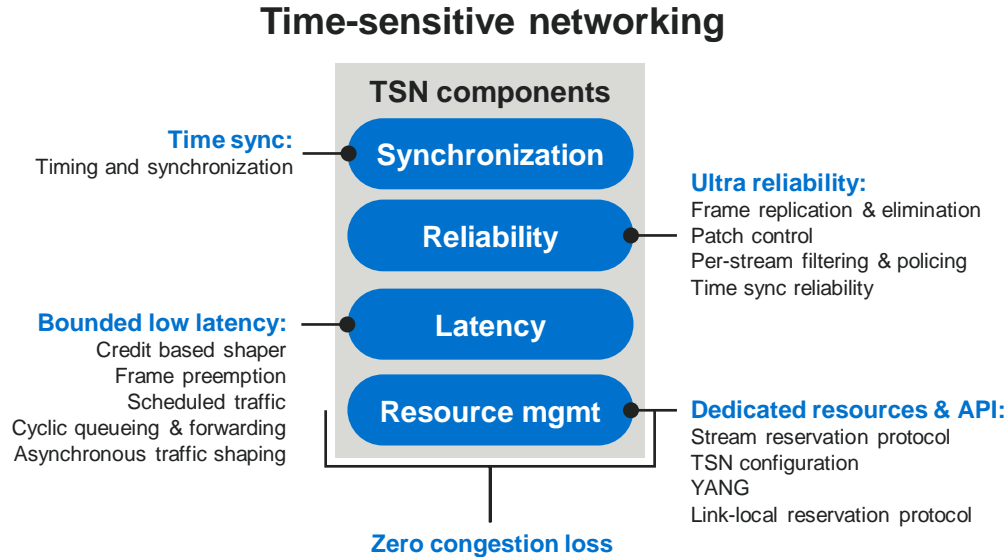 Time-sensitive networking
TSN components
Time sync:
Timing and synchronization
Synchronization
Ultra reliability:
Frame replication & elimination
Patch control
Per-stream filtering & policing
Time sync reliability
Reliability
Bounded low latency:
Credit based shaper
Frame preemption
Scheduled traffic
Cyclic queueing & forwarding
Asynchronous traffic shaping
Latency
Resource mgmt
Dedicated resources & API:
Stream reservation protocol
TSN configuration
YANG
Link-local reservation protocol
Zero congestion loss